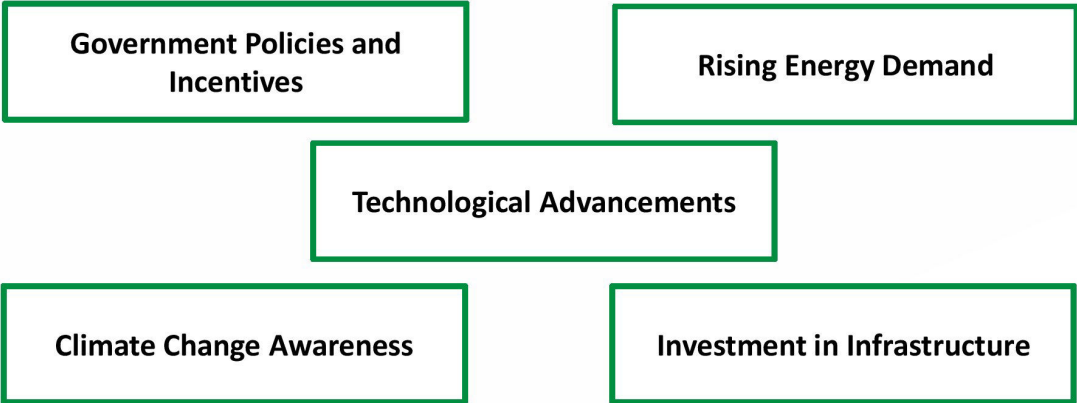 Government Policies and
Incentives
Rising Energy Demand
Technological Advancements
Climate Change Awareness
Investment in Infrastructure